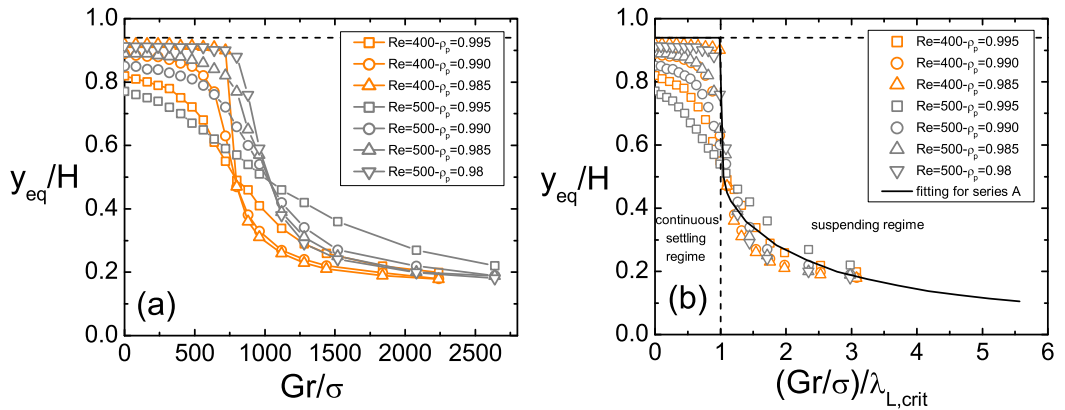 1.0
0.8
0.6
0.4
0.2
0.0
y_eq/H
0 500 1000 1500 2000 2500
Gr/σ
(a)
Re=400-ρ_p=0.995
Re=400-ρ_p=0.990
Re=400-ρ_p=0.985
Re=500-ρ_p=0.995
Re=500-ρ_p=0.990
Re=500-ρ_p=0.985
Re=500-ρ_p=0.98
1.0
0.8
0.6
0.4
0.2
0.0
y_eq/H
0 1 2 3 4 5 6
(Gr/σ)/λ_L,crit
(b)
Re=400-ρ_p=0.995
Re=400-ρ_p=0.990
Re=400-ρ_p=0.985
Re=500-ρ_p=0.995
Re=500-ρ_p=0.990
Re=500-ρ_p=0.985
Re=500-ρ_p=0.98
fitting for series A
continuous
settling
regime
suspending regime